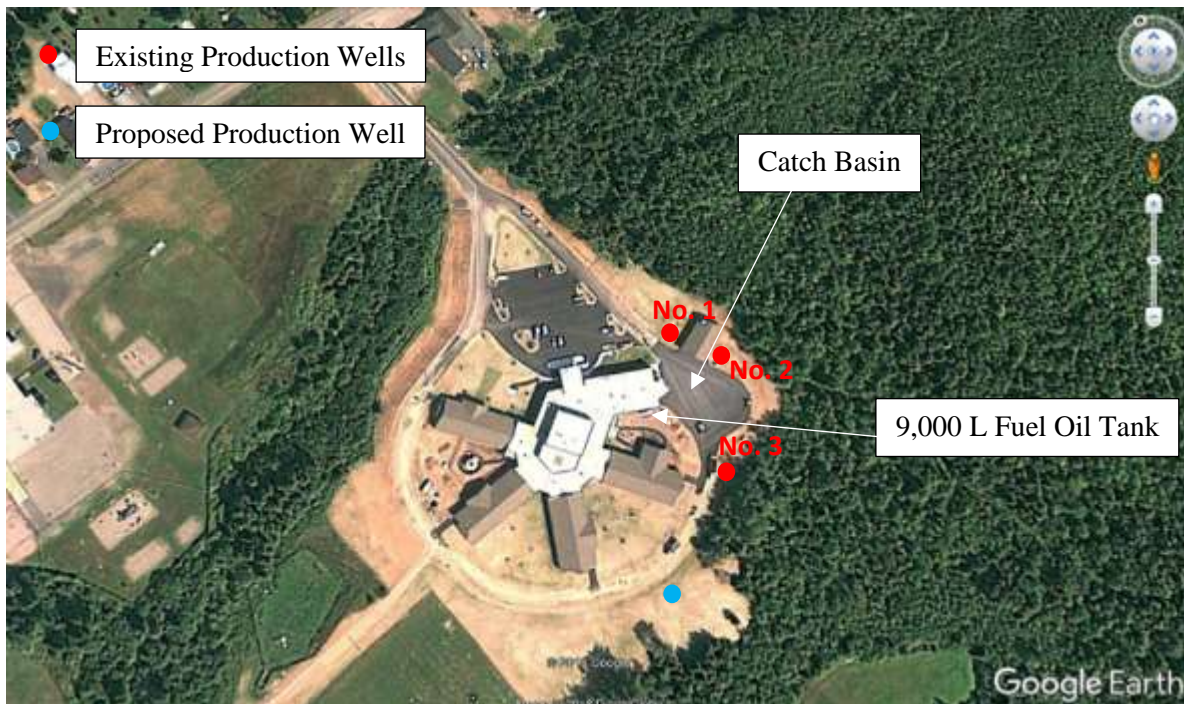 Existing Production Wells
Proposed Production Well
Catch Basin
No. 1
No. 2
9,000 L Fuel Oil Tank
No. 3
Google Earth